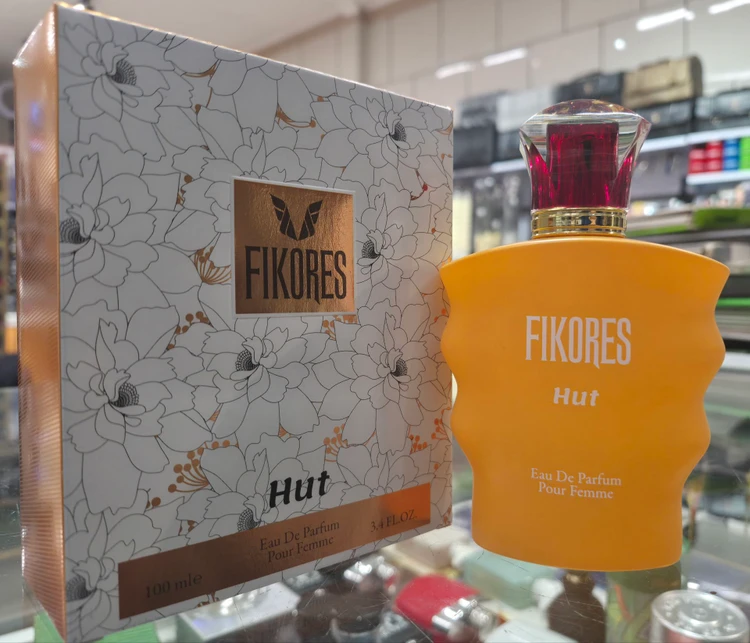 FIKORES
Hut
Eau De Parfum
Pour Femme
100 mle
3,4 FL.OZ.
FIKORES
Hut
Eau De Parfum
Pour Femme